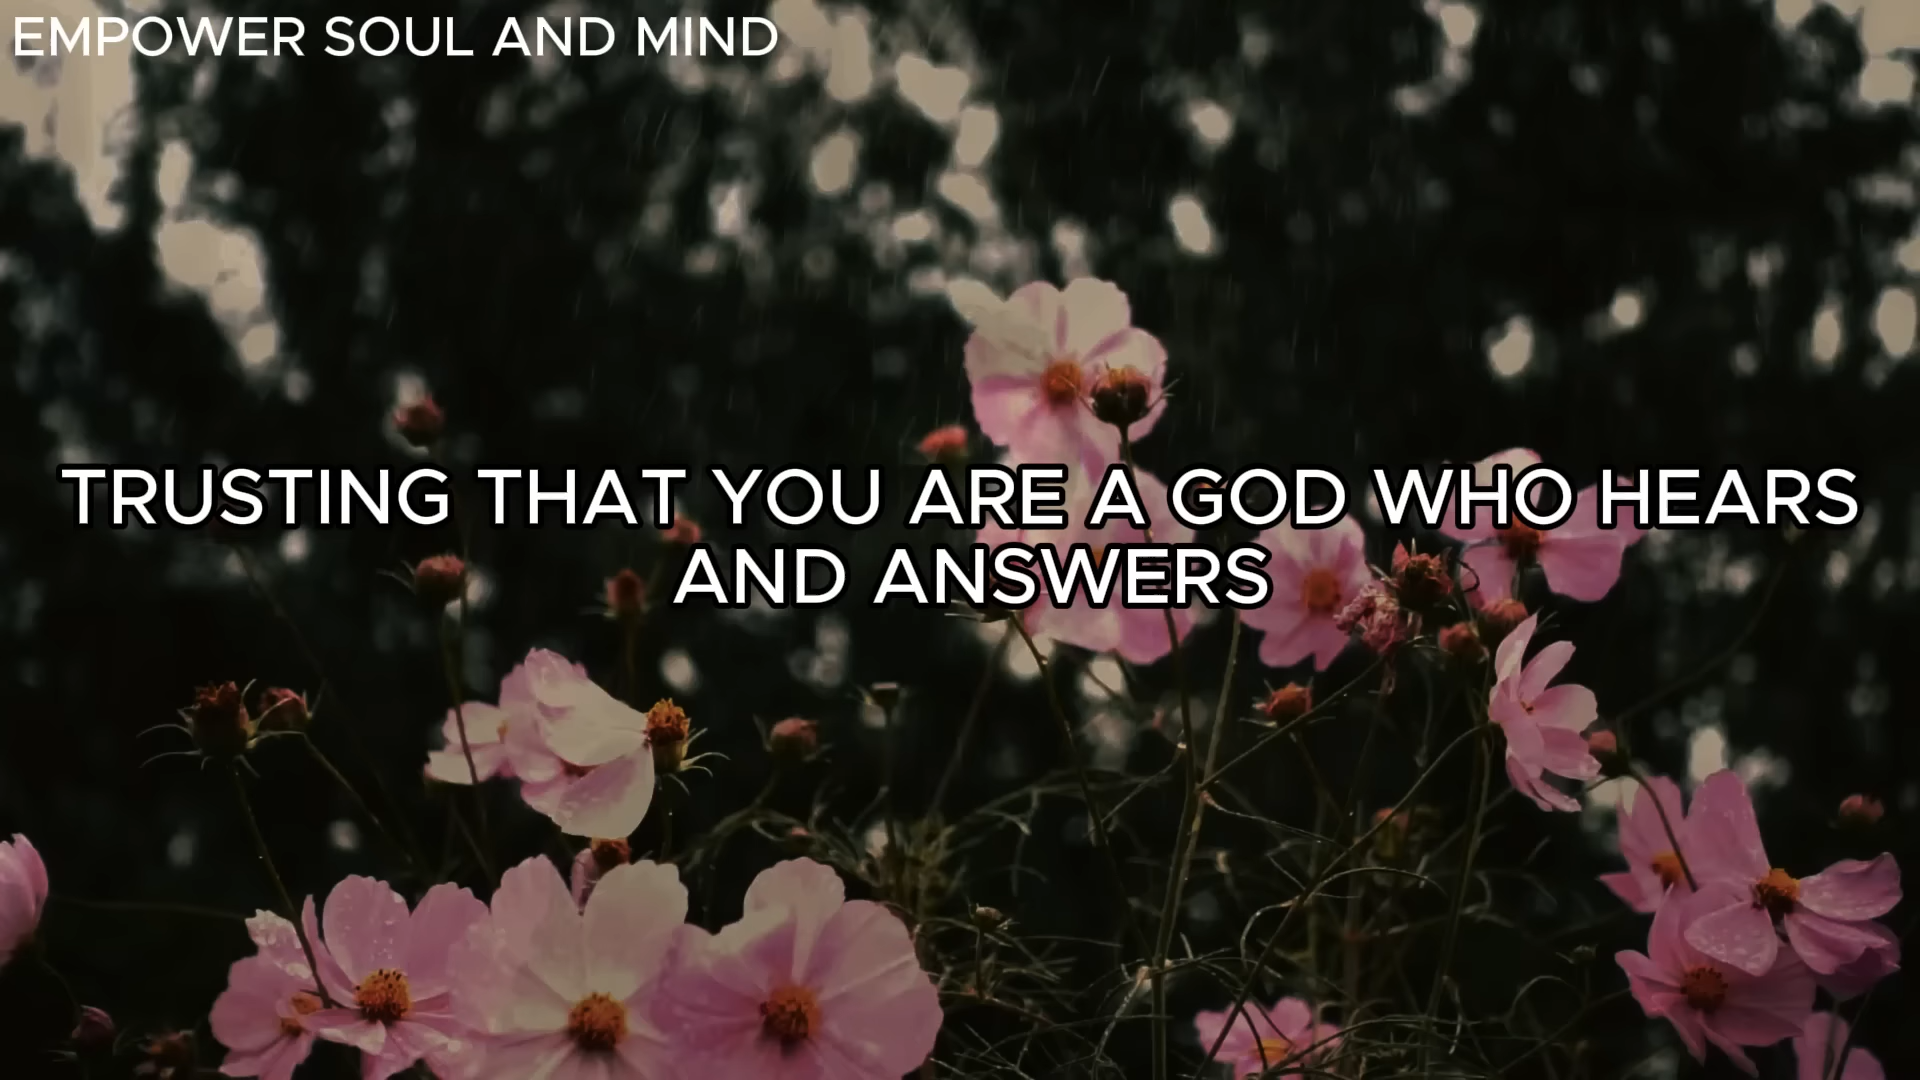 EMPOWER SOUL AND MIND
TRUSTING THAT YOU ARE A GOD WHO HEARS
AND ANSWERS